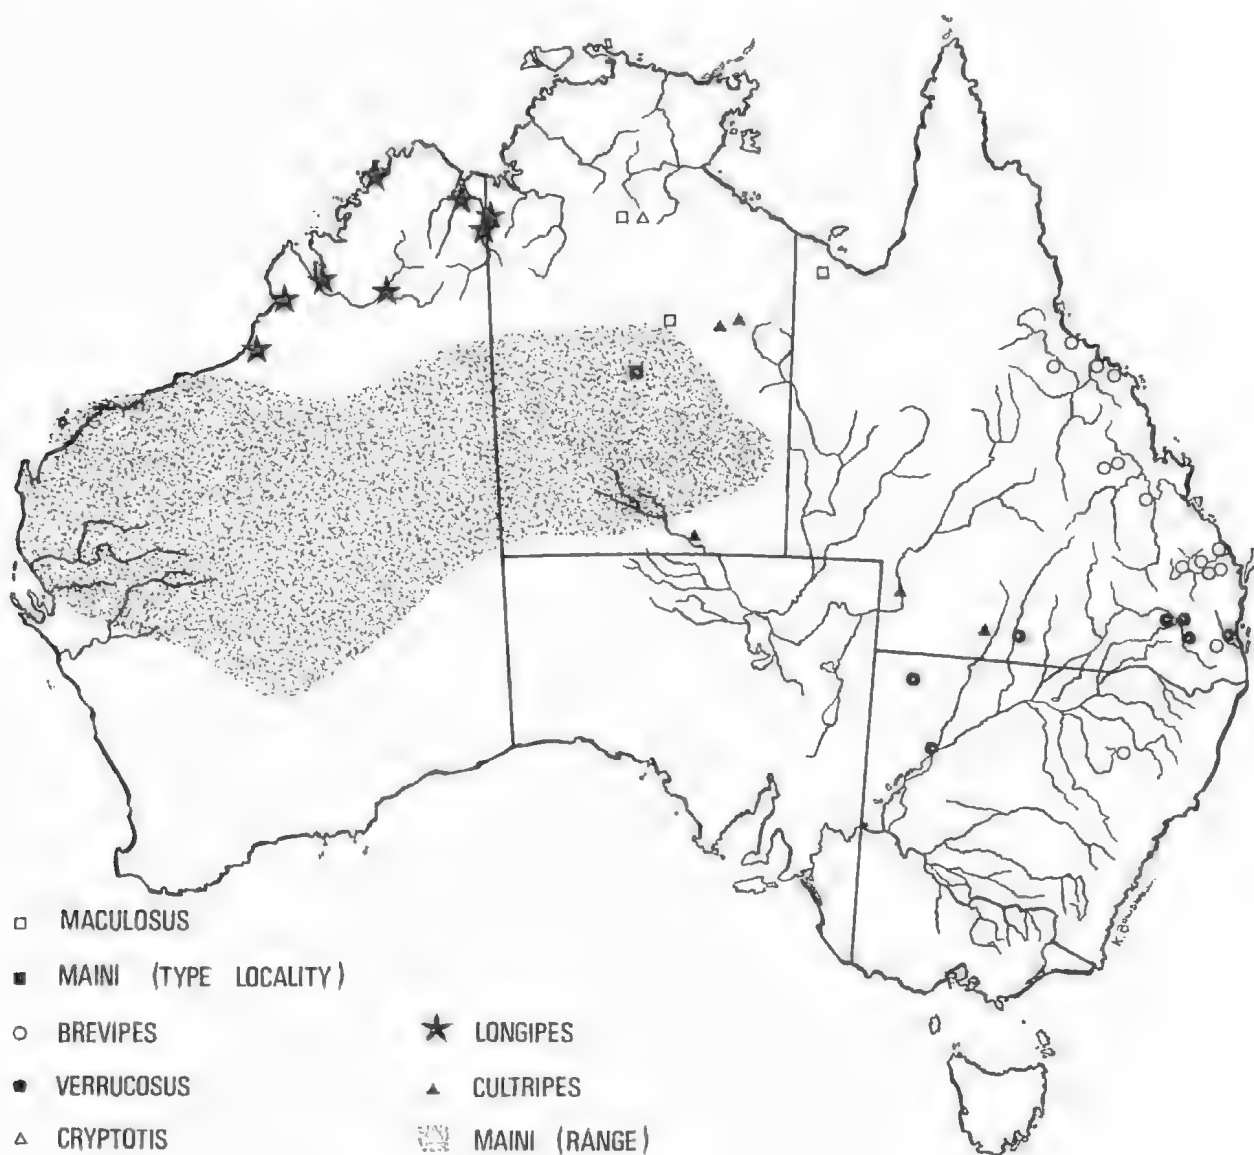 MACULOSUS
MAINI (TYPE LOCALITY)
BREVIPES
VERRUCOSUS
CRYPTOTIS
LONGIPES
CULTRIPES
MAINI (RANGE)